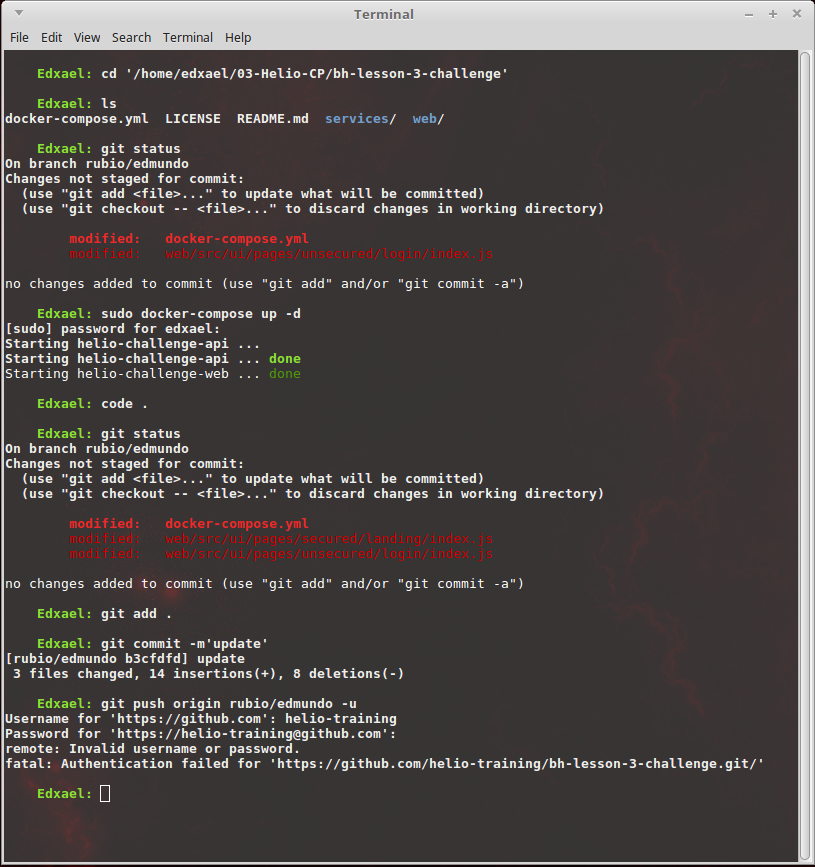 Terminal
File Edit View Search Terminal Help
Edxael: cd '/home/edxael/03-Helio-CP/bh-lesson-3-challenge'
Edxael: ls
docker-compose.yml LICENSE README.md services/ web/
Edxael: git status
On branch rubio/edmundo
Changes not staged for commit:
(use "git add <file>..." to update what will be committed)
(use "git checkout -- <file>..." to discard changes in working directory)
modified: docker-compose.yml
modified: web/src/ui/pages/unsecured/login/index.js
no changes added to commit (use "git add" and/or "git commit -a")
Edxael: sudo docker-compose up -d
[sudo] password for edxael:
Starting helio-challenge-api ...
Starting helio-challenge-api ... done
Starting helio-challenge-web ... done
Edxael: code .
Edxael: git status
On branch rubio/edmundo
Changes not staged for commit:
(use "git add <file>..." to update what will be committed)
(use "git checkout -- <file>..." to discard changes in working directory)
modified: docker-compose.yml
modified: web/src/ui/pages/secured/landing/index.js
modified: web/src/ui/pages/unsecured/login/index.js
no changes added to commit (use "git add" and/or "git commit -a")
Edxael: git add .
Edxael: git commit -m'update'
[rubio/edmundo b3cfdfd] update
3 files changed, 14 insertions(+), 8 deletions(-)
Edxael: git push origin rubio/edmundo -u
Username for 'https://github.com': helio-training
Password for 'https://helio-training@github.com':
remote: Invalid username or password.
fatal: Authentication failed for 'https://github.com/helio-training/bh-lesson-3-challenge.git/'
Edxael: